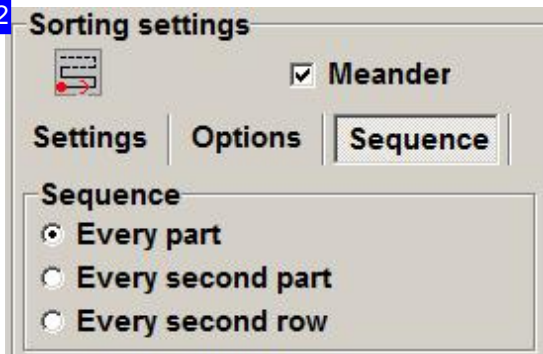 2
Sorting settings
Meander
Settings Options Sequence
Sequence
Every part
Every second part
Every second row